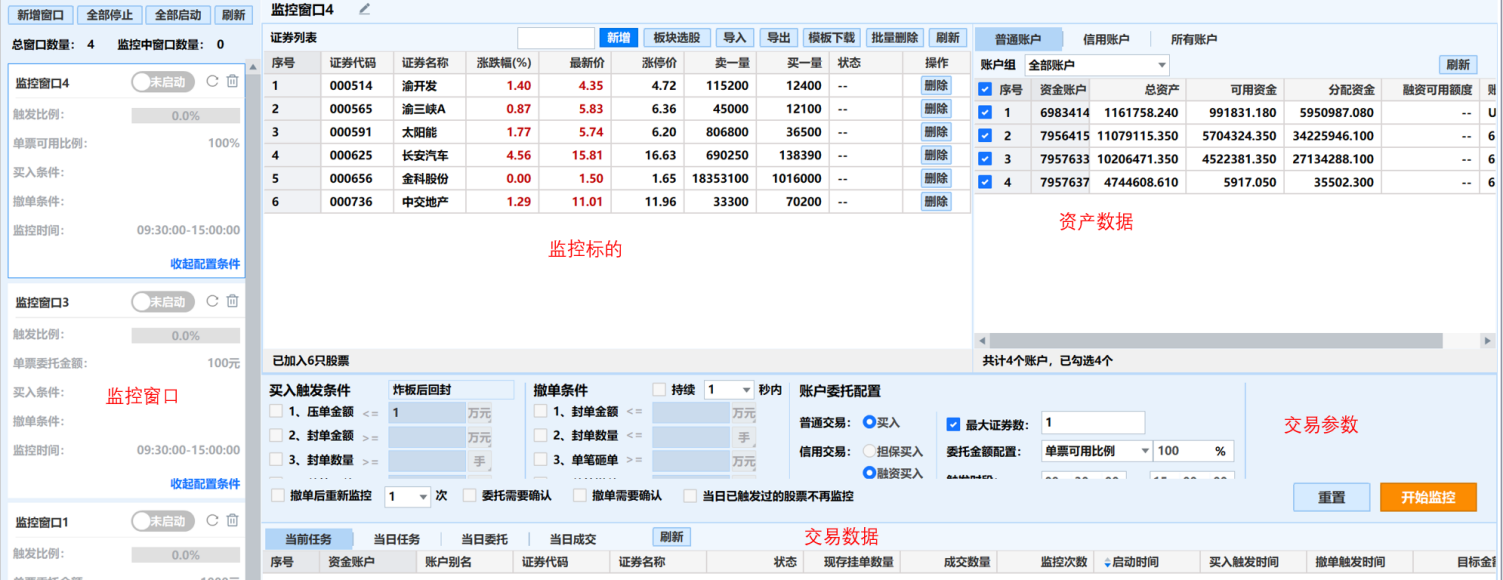 新增窗口 全部停止 全部启动 刷新
总窗口数量： 4 监控中窗口数量： 0
监控窗口4 未启动
触发比例： 0.0%
单票可用比例： 100%
买入条件：
撤单条件：
监控时间： 09:30:00-15:00:00
收起配置条件
监控窗口3 未启动
触发比例： 0.0%
单票委托金额： 100元
买入条件：
监控窗口
撤单条件：
监控时间： 09:30:00-15:00:00
收起配置条件
监控窗口1 未启动
触发比例： 0.0%
监控窗口4
证券列表 新增 板块选股 导入 导出 模板下载 批量删除 刷新
序号 证券代码 证券名称 涨跌幅(%) 最新价 涨停价 卖一量 买一量 状态 操作
1 000514 渝开发 1.40 4.35 4.72 115200 12400 -- 删除
2 000565 渝三峡A 0.87 5.83 6.36 45000 12100 -- 删除
3 000591 太阳能 1.77 5.74 6.20 806800 36500 -- 删除
4 000625 长安汽车 4.56 15.81 16.63 690250 138390 -- 删除
5 000656 金科股份 0.00 1.50 1.65 18353100 1016000 -- 删除
6 000736 中交地产 1.29 11.01 11.96 33300 70200 -- 删除
监控标的
已加入6只股票
普通账户 信用账户 所有账户
账户组 全部账户 刷新
序号 资金账户 总资产 可用资金 分配资金 融资可用额度
1 6983414 1161758.240 991831.180 5950987.080 -- U
2 7956415 11079115.350 5704324.350 34225946.100 -- 6
3 7957633 10206471.350 4522381.350 27134288.100 -- 6
4 7957637 4744608.610 5917.050 35502.300 -- 6
资产数据
共计4个账户，已勾选4个
买入触发条件 炸板后回封
1、压单金额 <= 1 万元
2、封单金额 >= 万元
3、封单数量 >= 手
撤单条件 持续 1 秒内
1、封单金额 <= 万元
2、封单数量 <= 手
3、单笔砸单 >= 万元
账户委托配置
普通交易： 买入
信用交易： 担保买入
融资买入
最大证券数： 1
委托金额配置： 单票可用比例 100 %
交易参数
撤单后重新监控 1 次 委托需要确认 撤单需要确认 当日已触发过的股票不再监控
重置 开始监控
当前任务 当日任务 当日委托 当日成交 刷新
交易数据
序号 资金账户 账户别名 证券代码 证券名称 状态 现存挂单数量 成交数量 监控次数 启动时间 买入触发时间 撤单触发时间 目标金